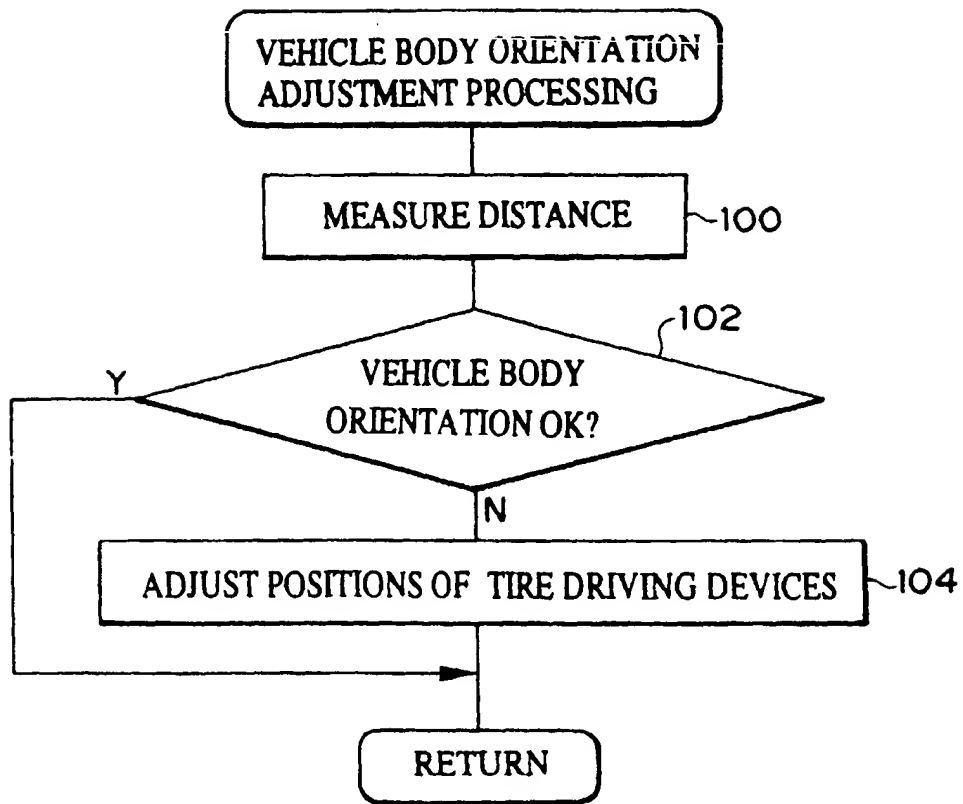 VEHICLE BODY ORIENTATION
ADJUSTMENT PROCESSING
MEASURE DISTANCE
100
102
VEHICLE BODY
ORIENTATION OK?
Y
N
ADJUST POSITIONS OF TIRE DRIVING DEVICES
104
RETURN